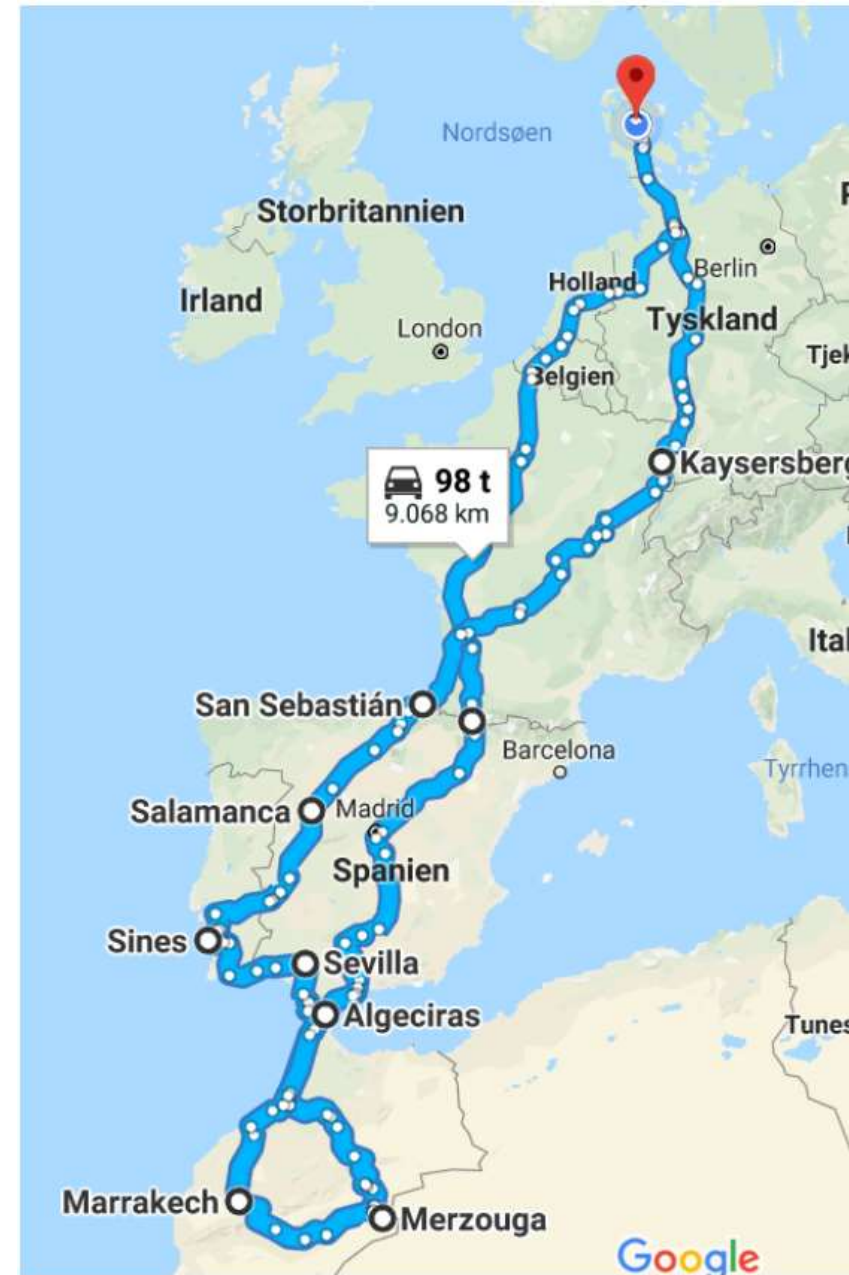 Nordsøen
Storbritannien
Irland
Holland
Berlin
London
Tyskland
Belgien
Tjek
Kaysersberg
98 t
9.068 km
Ital
San Sebastián
Barcelona
Tyrrhen
Salamanca
Madrid
Spanien
Sines
Sevilla
Algeciras
Tunes
Marrakech
Merzouga
Google